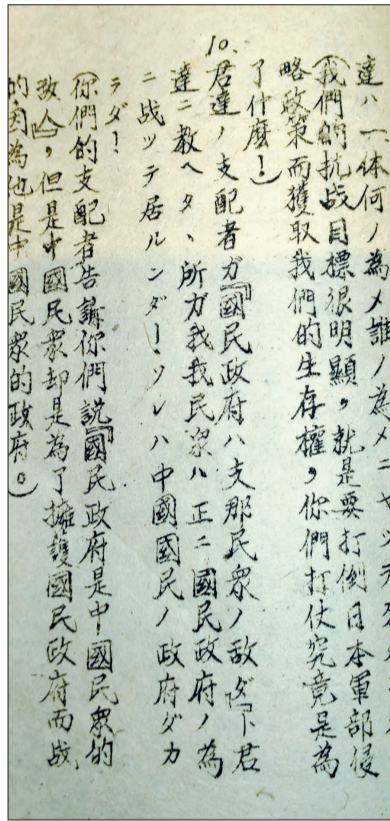 達ハ一体何ノ為メ誰ノ為メニヤツテ
(我們的抗战目標很明顯,就是要打倒日本軍部侵
略政策而獲取我們的生存權,你們打仗究竟是為
了什麼!)
10.
君達ノ支配者ガ『國民政府ハ支那民衆ノ敵ダ』ト君
達ニ教ヘタ、所ガ我我民衆ハ正ニ國民政府ノ為
ニ战ツテ居ルンダ!ソレハ中國國民ノ政府ダカ
ラダ!
(你們的支配者告訴你們說『國民政府是中國民衆的
敌人』,但是中國民衆却是為了擁護國民政府而战
的因為他是中國民衆的政府。)